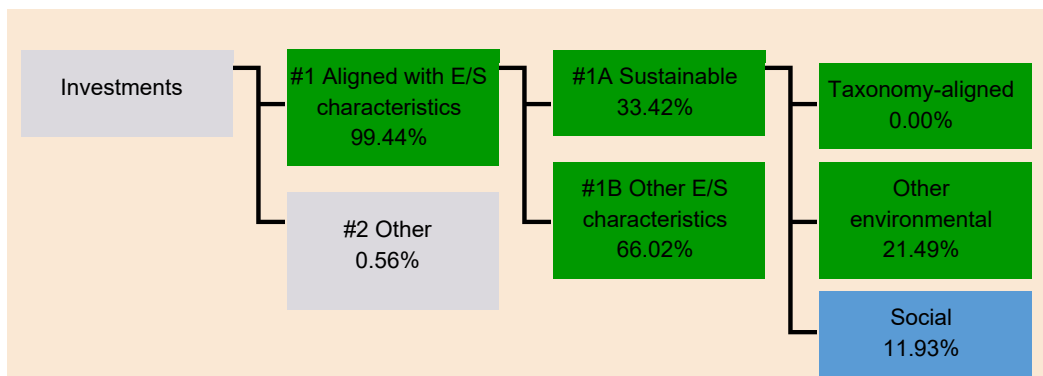 Investments
#1 Aligned with E/S
characteristics
99.44%
#2 Other
0.56%
#1A Sustainable
33.42%
#1B Other E/S
characteristics
66.02%
Taxonomy-aligned
0.00%
Other
environmental
21.49%
Social
11.93%